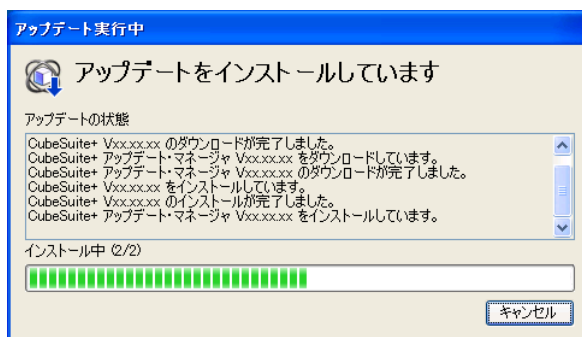 アップデート実行中
アップデートをインストールしています
アップデートの状態
CubeSuite+ Vxx.xx.xx のダウンロードが完了しました。
CubeSuite+ アップデート・マネージャ Vxx.xx.xx をダウンロードしています。
CubeSuite+ アップデート・マネージャ Vxx.xx.xx のダウンロードが完了しました。
CubeSuite+ Vxx.xx.xx をインストールしています。
CubeSuite+ Vxx.xx.xx のインストールが完了しました。
CubeSuite+ アップデート・マネージャ Vxx.xx.xx をインストールしています。
インストール中 (2/2)
キャンセル